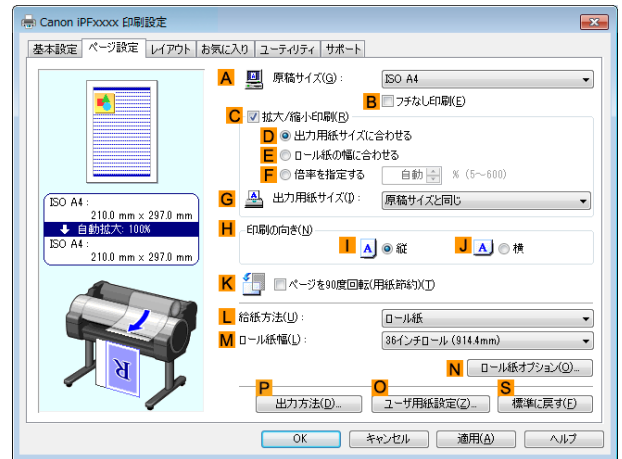 Canon iPFxxxx 印刷設定
基本設定 ページ設定 レイアウト お気に入り ユーティリティ サポート
A 原稿サイズ(G): ISO A4
B フチなし印刷(E)
C 拡大/縮小印刷(R)
D 出力用紙サイズに合わせる
E ロール紙の幅に合わせる
F 倍率を指定する 自動 % (5～600)
G 出力用紙サイズ(I): 原稿サイズと同じ
ISO A4 :
210.0 mm x 297.0 mm
自動拡大: 100%
ISO A4 :
210.0 mm x 297.0 mm
H 印刷の向き(N)
I A 縦 J A 横
K ページを90度回転(用紙節約)(T)
L 給紙方法(U): ロール紙
M ロール紙幅(L): 36インチロール (914.4mm)
N ロール紙オプション(O)...
R
P O S
出力方法(D)... ユーザ用紙設定(Z)... 標準に戻す(F)
OK キャンセル 適用(A) ヘルプ